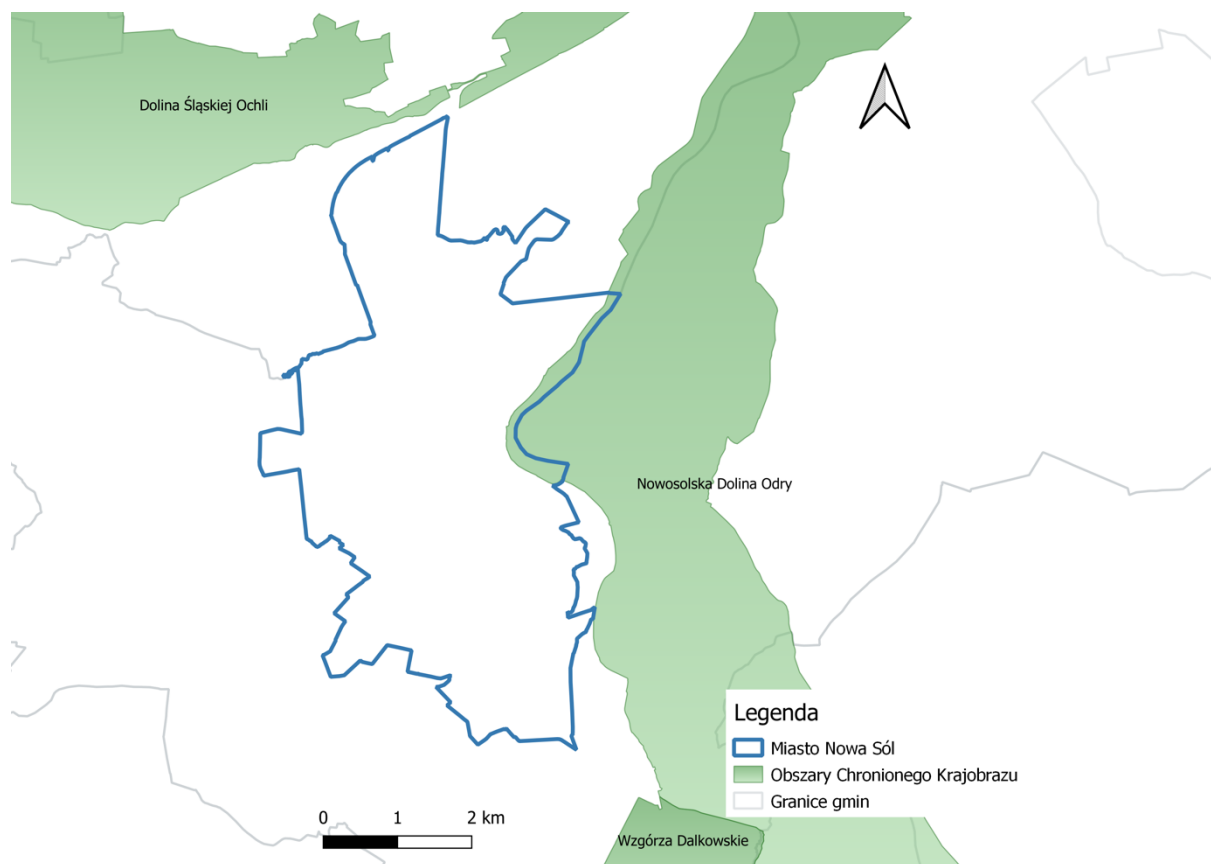 Dolina Śląskiej Ochli
Nowosolska Dolina Odry
Legenda
Miasto Nowa Sól
Obszary Chronionego Krajobrazu
Granice gmin
0 1 2 km
Wzgórza Dalkowskie